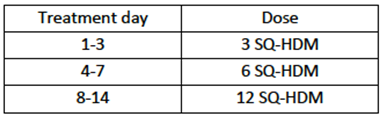 Treatment day Dose
1-3 3 SQ-HDM
4-7 6 SQ-HDM
8-14 12 SQ-HDM